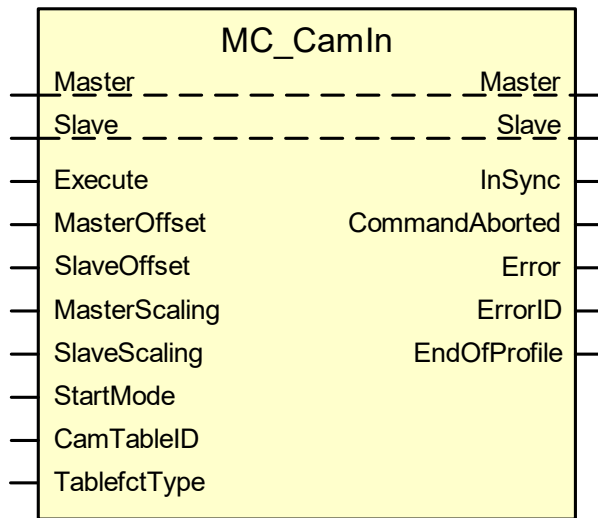 MC_CamIn
Master Master
Slave Slave
Execute InSync
MasterOffset CommandAborted
SlaveOffset Error
MasterScaling ErrorID
SlaveScaling EndOfProfile
StartMode
CamTableID
TablefctType